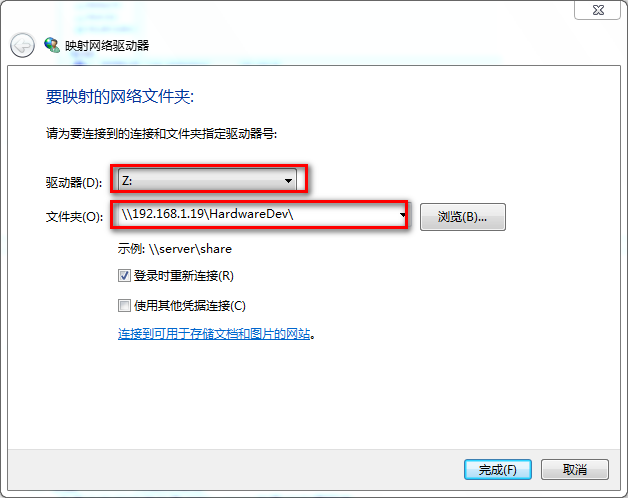 映射网络驱动器
要映射的网络文件夹:
请为要连接到的连接和文件夹指定驱动器号:
驱动器(D): Z:
文件夹(O): \\192.168.1.19\HardwareDev\ 浏览(B)...
示例: \\server\share
登录时重新连接(R)
使用其他凭据连接(C)
连接到可用于存储文档和图片的网站。
完成(F) 取消